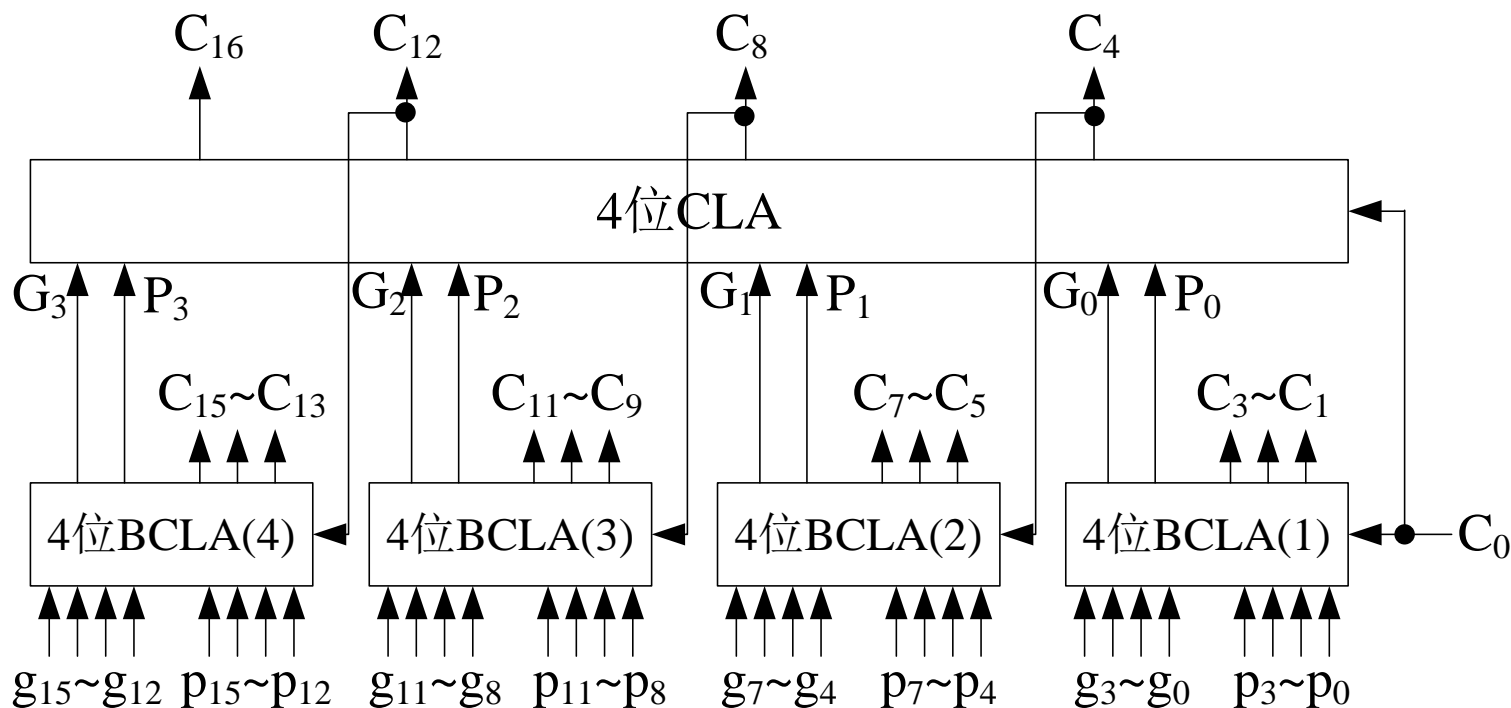 C₁₆ C₁₂ C₈ C₄
4位CLA
G₃ P₃ G₂ P₂ G₁ P₁ G₀ P₀
C₁₅~C₁₃ C₁₁~C₉ C₇~C₅ C₃~C₁
4位BCLA(4) 4位BCLA(3) 4位BCLA(2) 4位BCLA(1) C₀
g₁₅~g₁₂ p₁₅~p₁₂ g₁₁~g₈ p₁₁~p₈ g₇~g₄ p₇~p₄ g₃~g₀ p₃~p₀